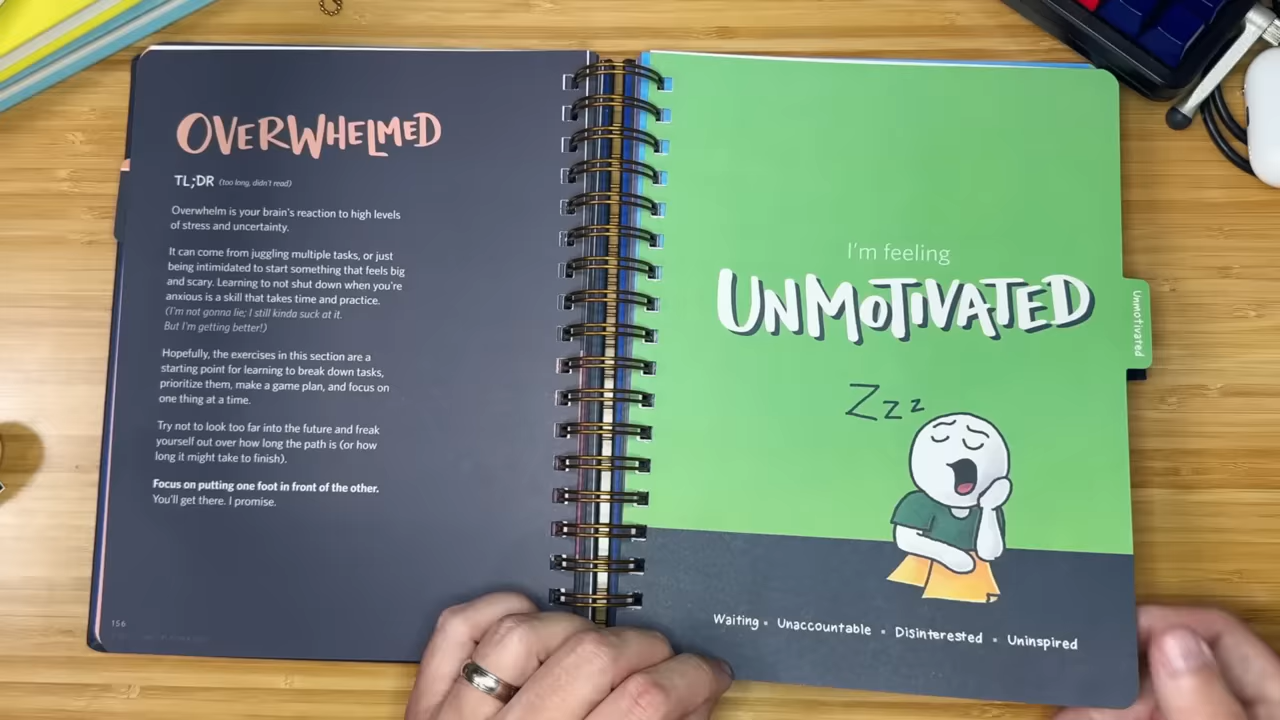 OVERWHELMED
TL;DR (too long, didn't read)
Overwhelm is your brain's reaction to high levels
of stress and uncertainty.
It can come from juggling multiple tasks, or just
being intimidated to start something that feels big
and scary. Learning to not shut down when you're
anxious is a skill that takes time and practice.
(I'm not gonna lie; I still kinda suck at it.
But I'm getting better!)
Hopefully, the exercises in this section are a
starting point for learning to break down tasks,
prioritize them, make a game plan, and focus on
one thing at a time.
Try not to look too far into the future and freak
yourself out over how long the path is (or how
long it might take to finish).
Focus on putting one foot in front of the other.
You'll get there. I promise.
156
I'm feeling
UNMOTIVATED
Zzz
Waiting • Unaccountable • Disinterested • Uninspired
Unmotivated